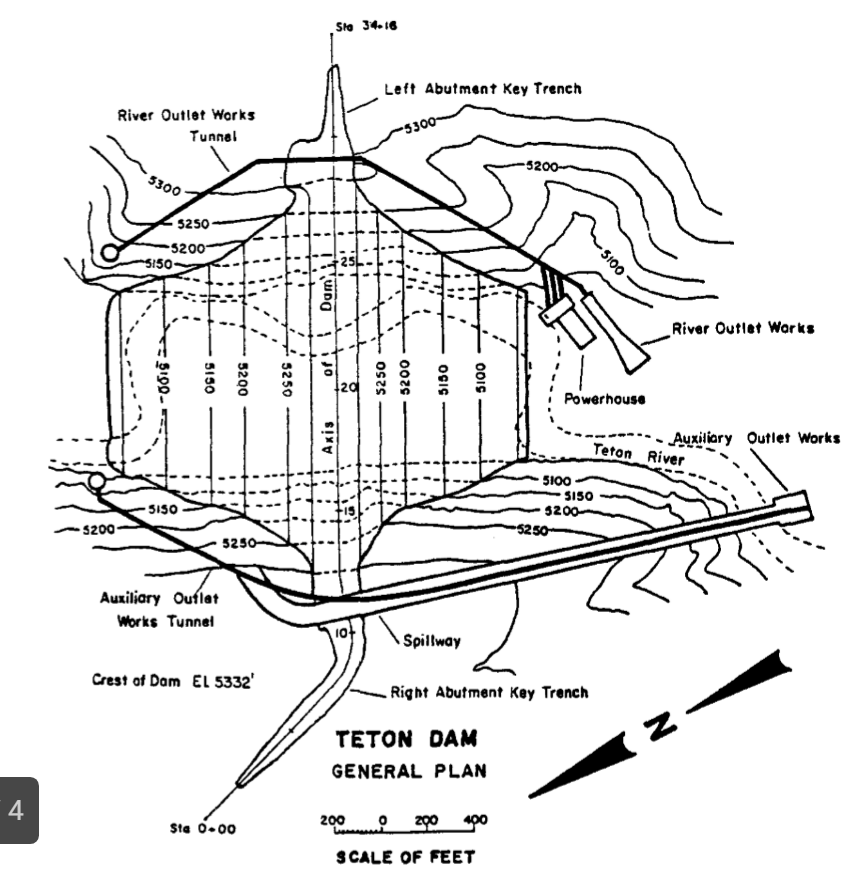 Sta 34+16
Left Abutment Key Trench
River Outlet Works
Tunnel
5300
5200
5300
5250
5200
5150
25
5100
Dam
River Outlet Works
of
20
5100
5150
5200
5250
5250
5200
5150
5100
Powerhouse
Axis
Auxiliary Outlet Works
Teton River
5100
5150
5200
5250
15
5150
5200
5250
Auxiliary Outlet
Works Tunnel
10
Spillway
Crest of Dam EL 5332'
Right Abutment Key Trench
N
TETON DAM
GENERAL PLAN
4
Sta 0+00
200 0 200 400
SCALE OF FEET